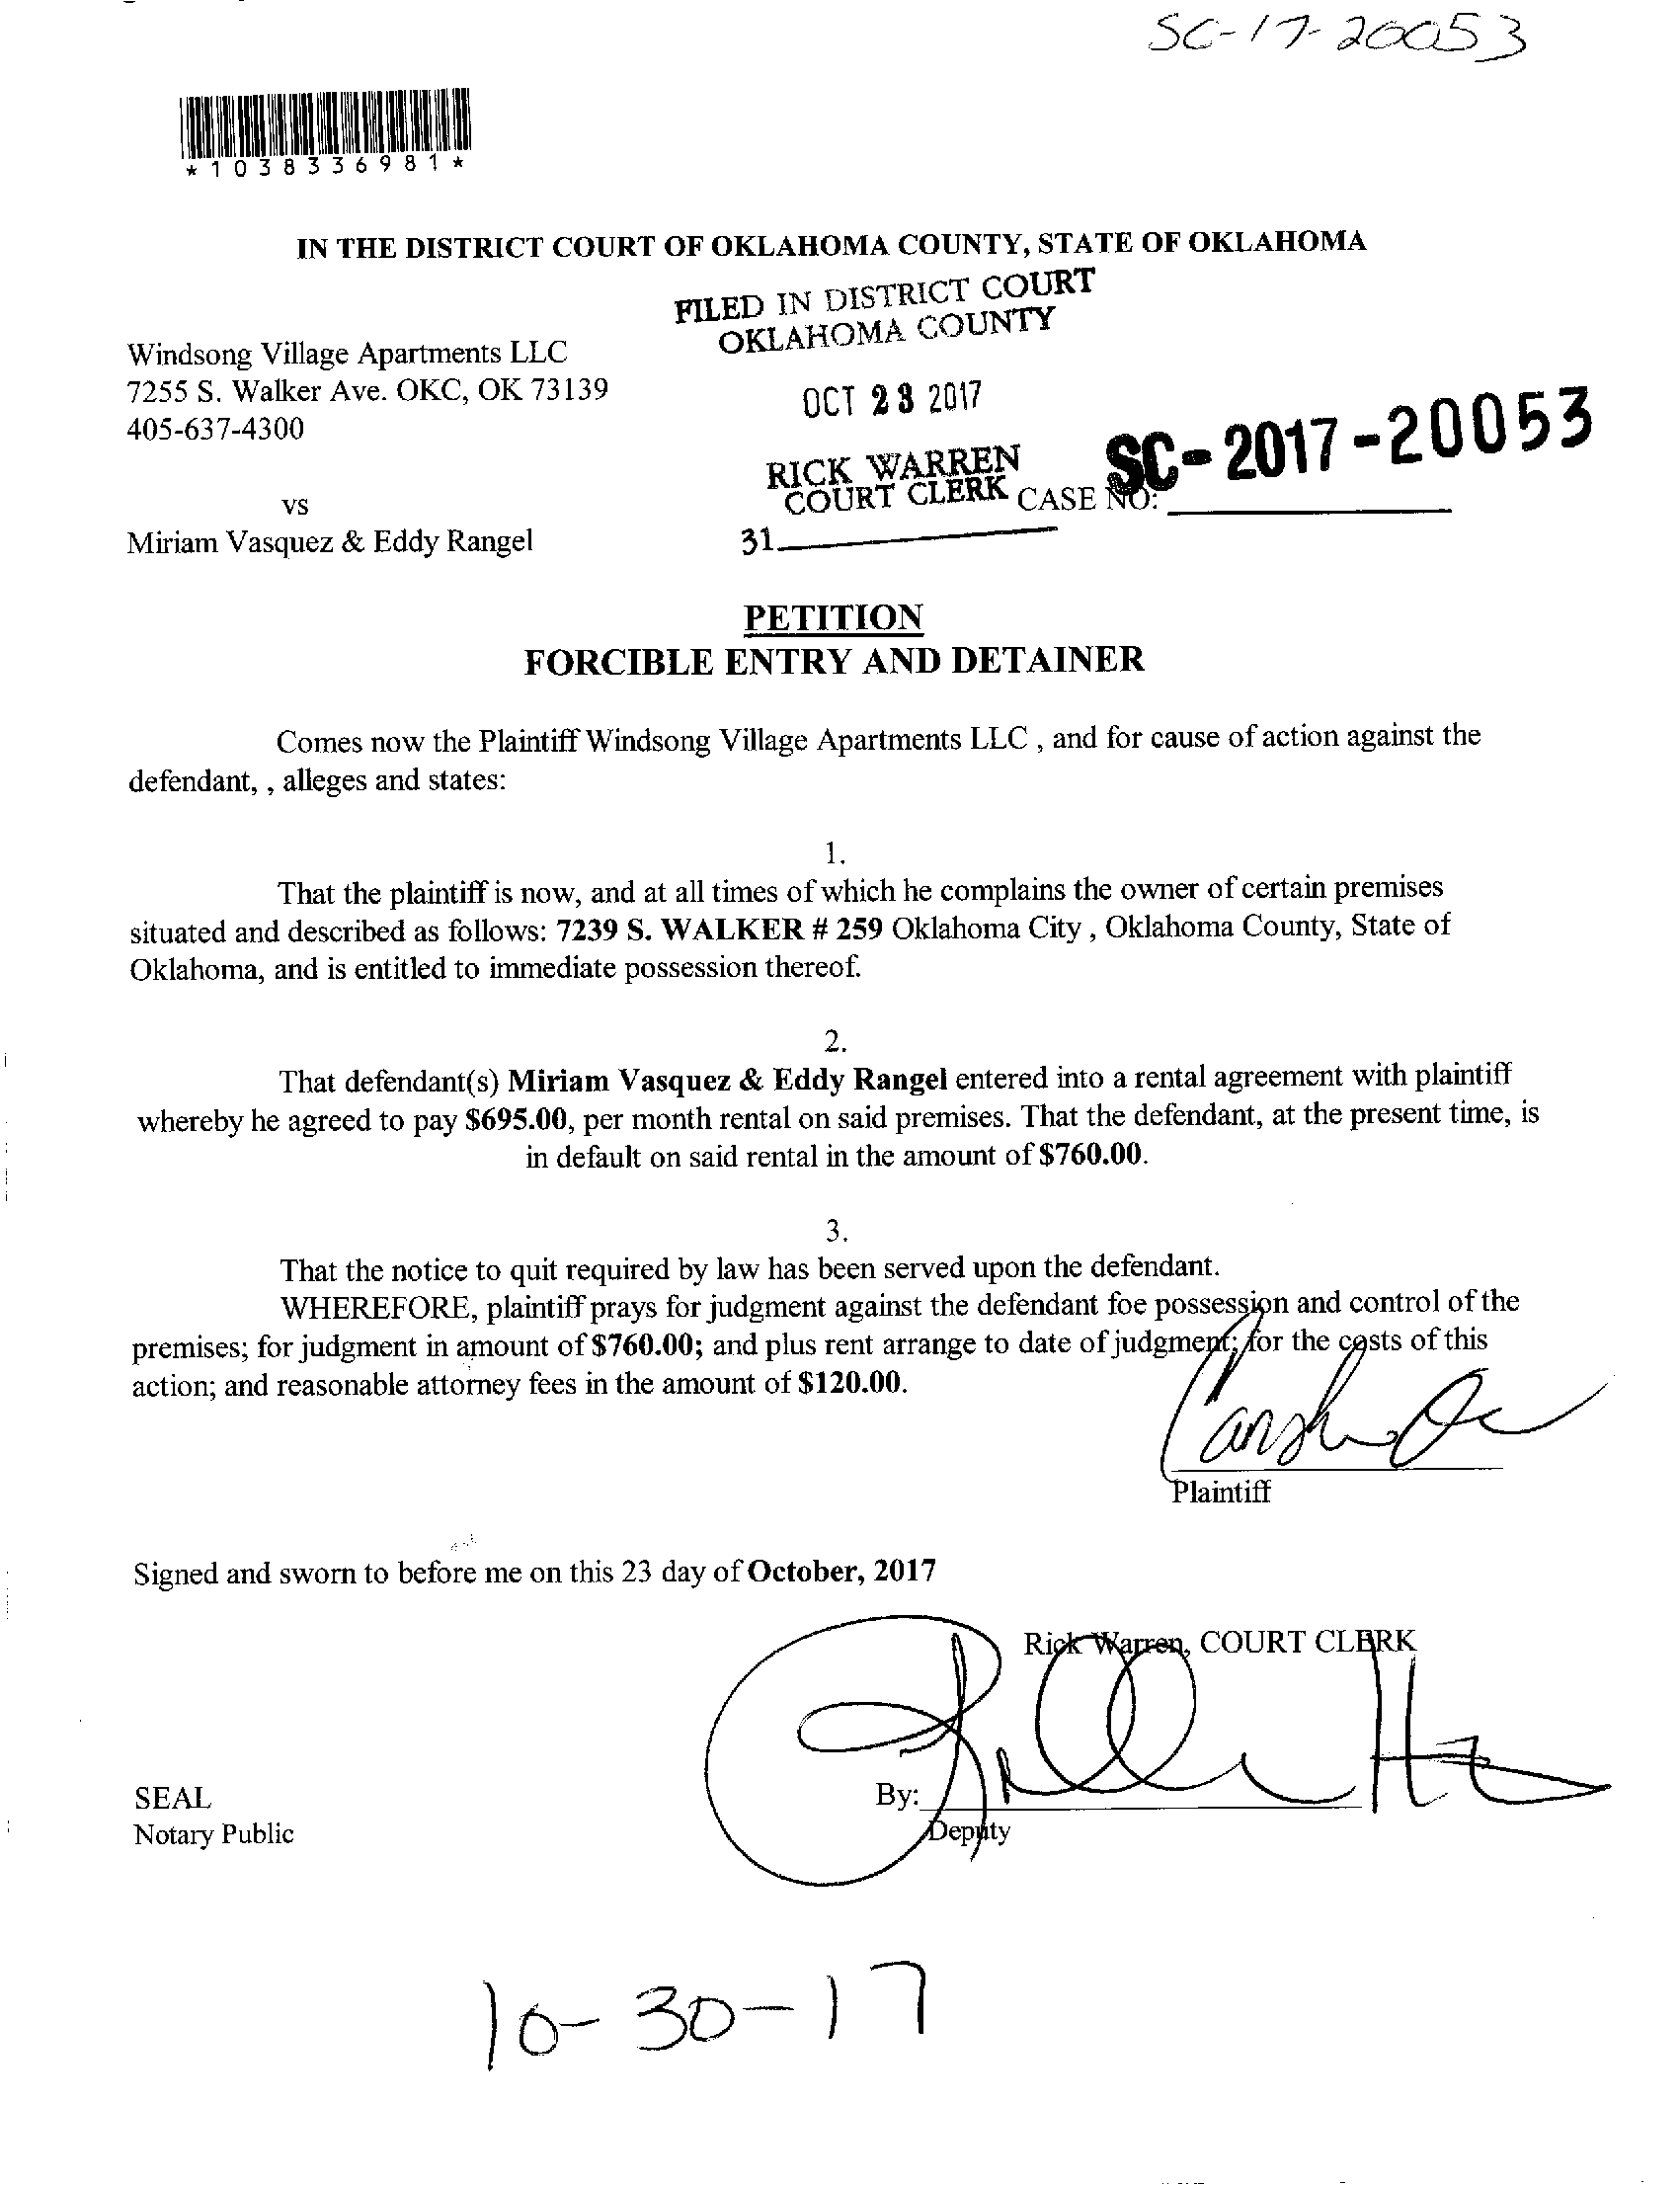 SC-17-20053
*1038336981*
IN THE DISTRICT COURT OF OKLAHOMA COUNTY, STATE OF OKLAHOMA
FILED IN DISTRICT COURT
OKLAHOMA COUNTY
Windsong Village Apartments LLC
7255 S. Walker Ave. OKC, OK 73139
405-637-4300
OCT 23 2017
RICK WARREN
COURT CLERK
SC-2017-20053
CASE NO:
vs
Miriam Vasquez & Eddy Rangel
31
PETITION
FORCIBLE ENTRY AND DETAINER
Comes now the Plaintiff Windsong Village Apartments LLC , and for cause of action against the
defendant, , alleges and states:
1.
That the plaintiff is now, and at all times of which he complains the owner of certain premises
situated and described as follows: 7239 S. WALKER # 259 Oklahoma City , Oklahoma County, State of
Oklahoma, and is entitled to immediate possession thereof.
2.
That defendant(s) Miriam Vasquez & Eddy Rangel entered into a rental agreement with plaintiff
whereby he agreed to pay $695.00, per month rental on said premises. That the defendant, at the present time, is
in default on said rental in the amount of $760.00.
3.
That the notice to quit required by law has been served upon the defendant.
WHEREFORE, plaintiff prays for judgment against the defendant foe possession and control of the
premises; for judgment in amount of $760.00; and plus rent arrange to date of judgment; for the costs of this
action; and reasonable attorney fees in the amount of $120.00.
Plaintiff
Signed and sworn to before me on this 23 day of October, 2017
Rick Warren, COURT CLERK
SEAL
Notary Public
By:
Deputy
10-30-17